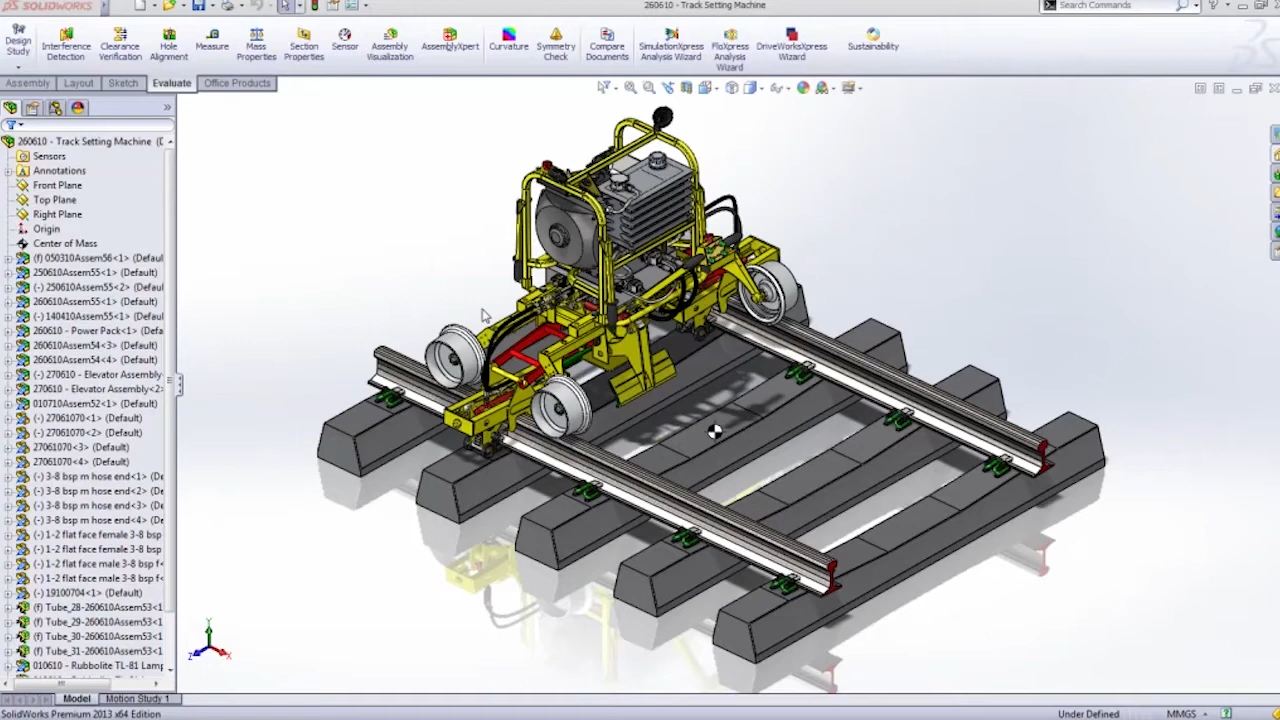 SOLIDWORKS
260610 - Track Setting Machine
Search Commands
Design Study
Interference Detection
Clearance Verification
Hole Alignment
Measure
Mass Properties
Section Properties
Sensor
Assembly Visualization
AssemblyXpert
Curvature
Symmetry Check
Compare Documents
SimulationXpress Analysis Wizard
FloXpress Analysis Wizard
DriveWorksXpress Wizard
Sustainability
Assembly
Layout
Sketch
Evaluate
Office Products
260610 - Track Setting Machine (D
Sensors
Annotations
Front Plane
Top Plane
Right Plane
Origin
Center of Mass
(f) 050310Assem56<1> (Defaul
250610Assem55<1> (Default)
(-) 250610Assem55<2> (Default)
260610Assem55<1> (Default)
(-) 140410Assem55<1> (Default)
260610 - Power Pack<1> (Defa
260610Assem54<3> (Default)
260610Assem54<4> (Default)
(-) 270610 - Elevator Assembly
270610 - Elevator Assembly<2>
010710Assem52<1> (Default)
(-) 27061070<1> (Default)
(-) 27061070<2> (Default)
27061070<3> (Default)
27061070<4> (Default)
(-) 3-8 bsp m hose end<1> (De
(-) 3-8 bsp m hose end<2> (De
(-) 3-8 bsp m hose end<3> (De
(-) 3-8 bsp m hose end<4> (De
(-) 1-2 flat face female 3-8 bsp
(-) 1-2 flat face female 3-8 bsp
(-) 1-2 flat face male 3-8 bsp f<
(-) 1-2 flat face male 3-8 bsp f<
(-) 19100704<1> (Default)
(f) Tube_28-260610Assem53<1
(f) Tube_29-260610Assem53<1
(f) Tube_30-260610Assem53<1
(f) Tube_31-260610Assem53<1
010610 - Rubbolite TL-81 Lamp
Y
Z
X
Model
Motion Study 1
SolidWorks Premium 2013 x64 Edition
Under Defined
MMGS